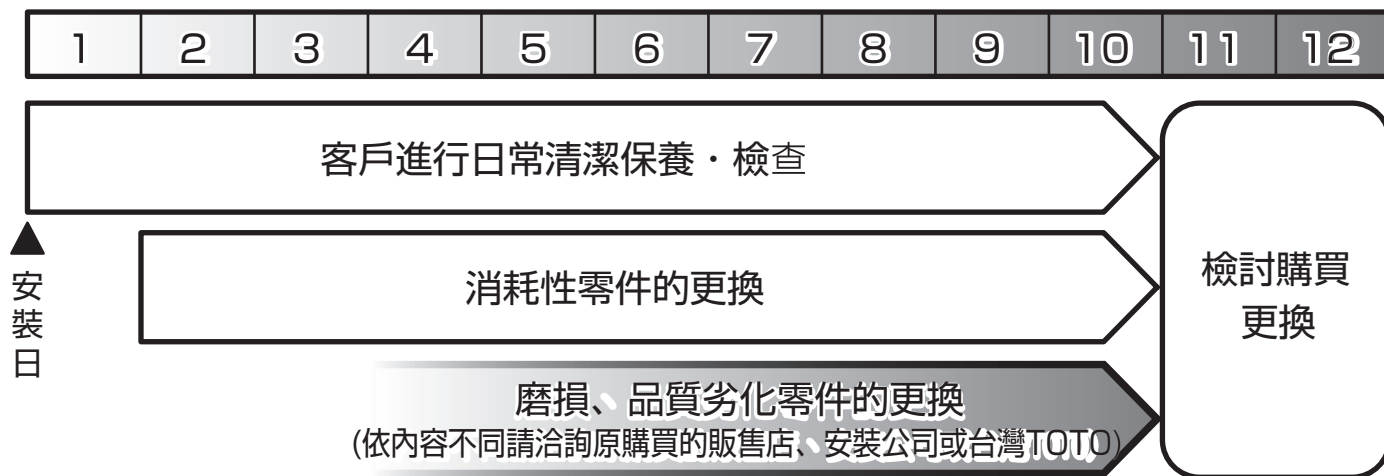 1 2 3 4 5 6 7 8 9 10 11 12
客戶進行日常清潔保養・檢查
安裝日
消耗性零件的更換
檢討購買
更換
磨損、品質劣化零件的更換
(依內容不同請洽詢原購買的販售店、安裝公司或台灣TOTO)